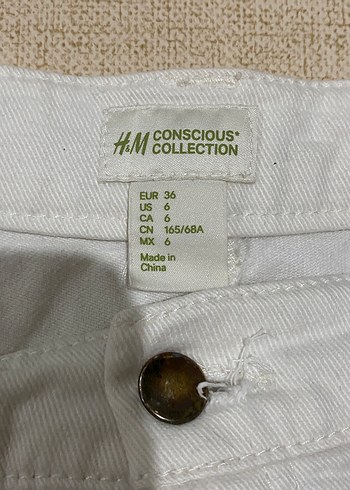 H&M CONSCIOUS*
COLLECTION
EUR 36
US 6
CA 6
CN 165/68A
MX 6
Made in
China